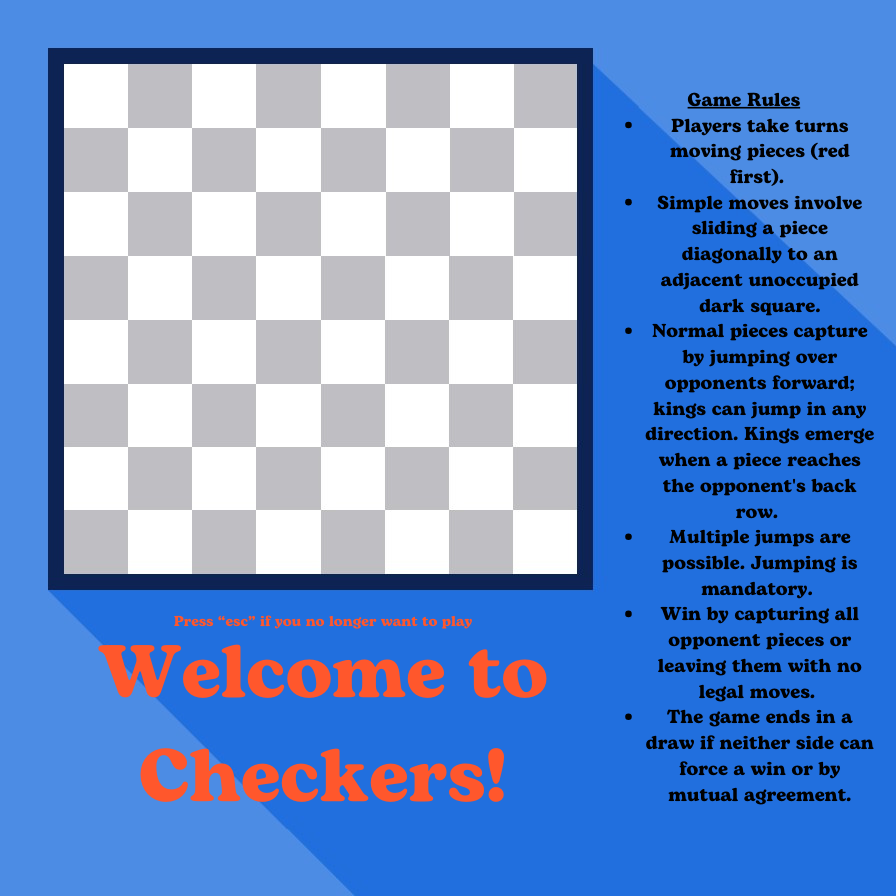 Game Rules
• Players take turns
moving pieces (red
first).
• Simple moves involve
sliding a piece
diagonally to an
adjacent unoccupied
dark square.
• Normal pieces capture
by jumping over
opponents forward;
kings can jump in any
direction. Kings emerge
when a piece reaches
the opponent's back
row.
• Multiple jumps are
possible. Jumping is
mandatory.
• Win by capturing all
opponent pieces or
leaving them with no
legal moves.
• The game ends in a
draw if neither side can
force a win or by
mutual agreement.
Press “esc” if you no longer want to play
Welcome to
Checkers!